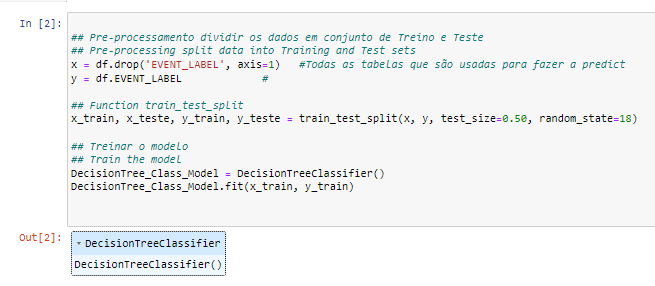 In [2]:
## Pre-processamento dividir os dados em conjunto de Treino e Teste
## Pre-processing split data into Training and Test sets
x = df.drop('EVENT_LABEL', axis=1)   #Todas as tabelas que são usadas para fazer a predict
y = df.EVENT_LABEL            #
## Function train_test_split
x_train, x_teste, y_train, y_teste = train_test_split(x, y, test_size=0.50, random_state=18)
## Treinar o modelo
## Train the model
DecisionTree_Class_Model = DecisionTreeClassifier()
DecisionTree_Class_Model.fit(x_train, y_train)
Out[2]:
DecisionTreeClassifier
DecisionTreeClassifier()